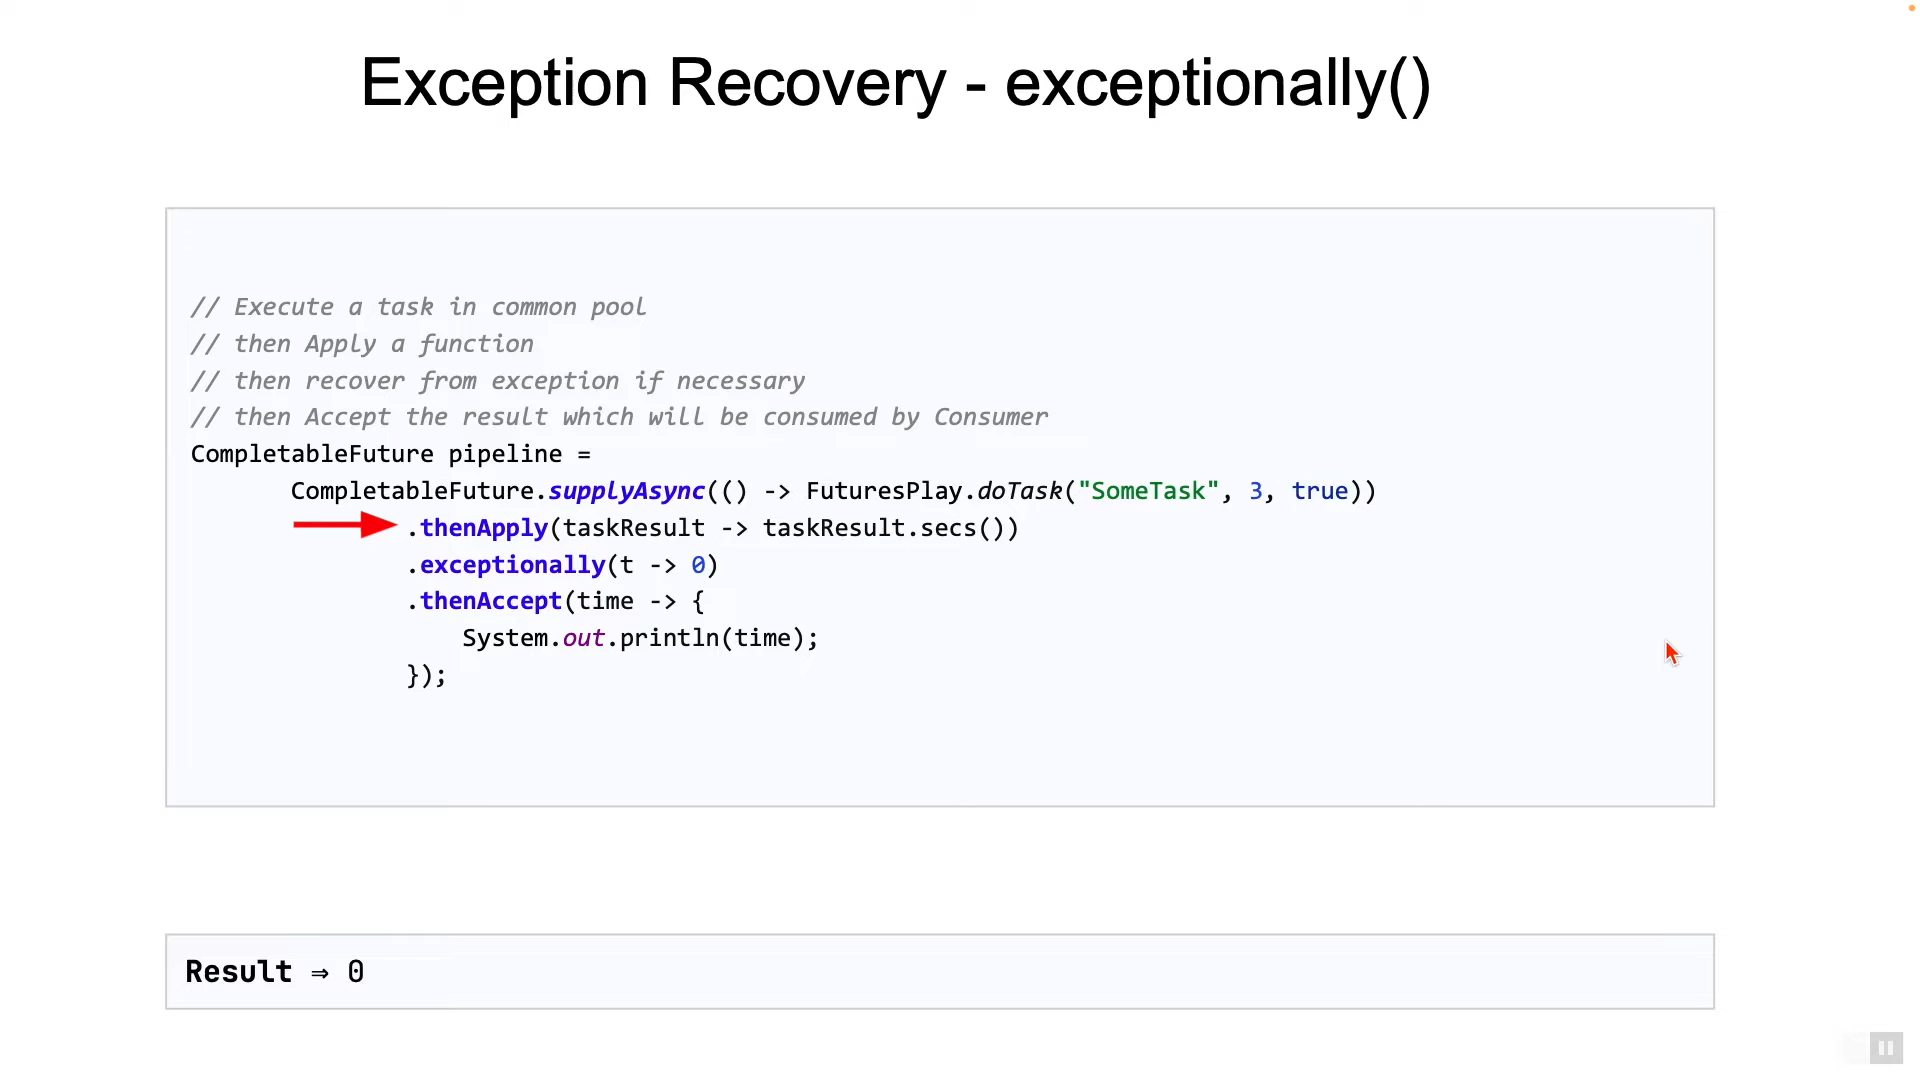 Exception Recovery - exceptionally()
// Execute a task in common pool
// then Apply a function
// then recover from exception if necessary
// then Accept the result which will be consumed by Consumer
CompletableFuture pipeline =
CompletableFuture.supplyAsync(() -> FuturesPlay.doTask("SomeTask", 3, true))
.thenApply(taskResult -> taskResult.secs())
.exceptionally(t -> 0)
.thenAccept(time -> {
System.out.println(time);
});
Result ⇒ 0